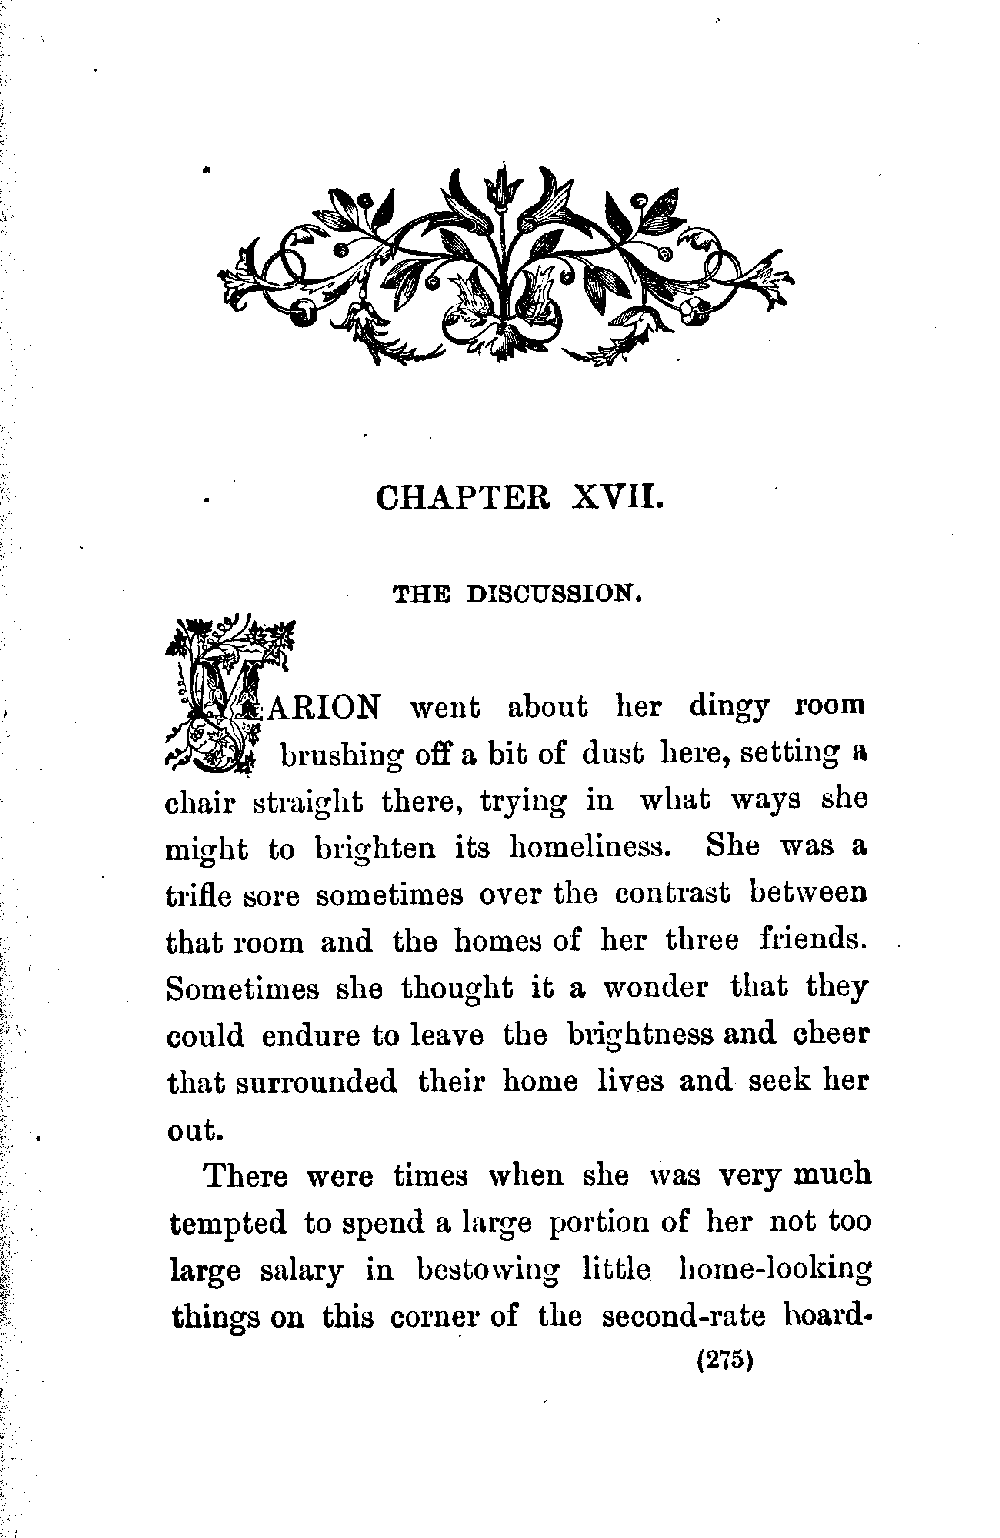 CHAPTER XVII.
THE DISCUSSION.
MARION went about her dingy room
brushing off a bit of dust here, setting a
chair straight there, trying in what ways she
might to brighten its homeliness. She was a
trifle sore sometimes over the contrast between
that room and the homes of her three friends.
Sometimes she thought it a wonder that they
could endure to leave the brightness and cheer
that surrounded their home lives and seek her
out.
There were times when she was very much
tempted to spend a large portion of her not too
large salary in bestowing little home-looking
things on this corner of the second-rate board-
(275)